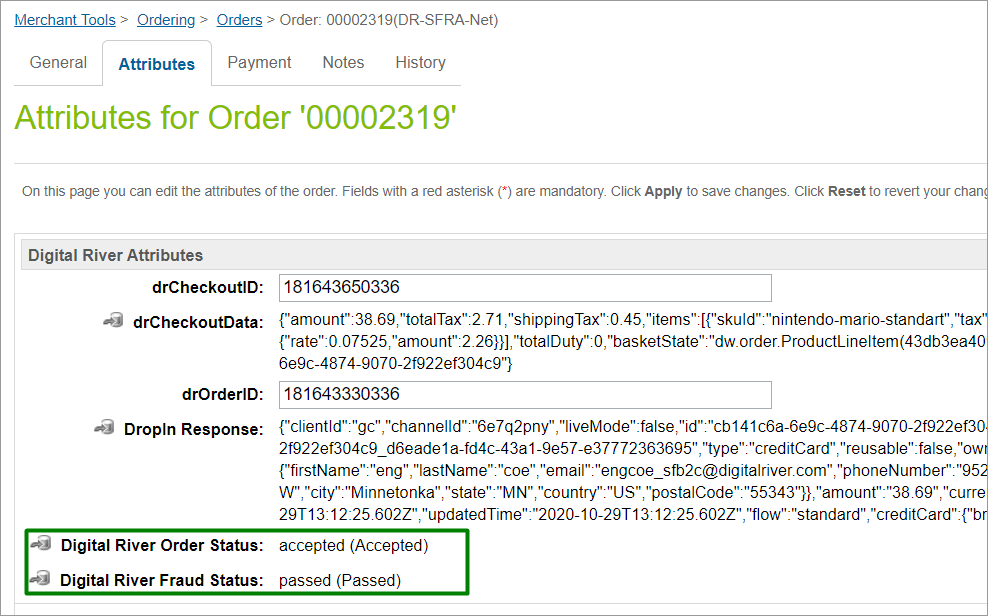 Merchant Tools > Ordering > Orders > Order: 00002319(DR-SFRA-Net)
General Attributes Payment Notes History
Attributes for Order '00002319'
On this page you can edit the attributes of the order. Fields with a red asterisk (*) are mandatory. Click Apply to save changes. Click Reset to revert your chang
Digital River Attributes
drCheckoutID: 181643650336
drCheckoutData: {"amount":38.69,"totalTax":2.71,"shippingTax":0.45,"items":[{"skuId":"nintendo-mario-standart","tax"
{"rate":0.07525,"amount":2.26}}],"totalDuty":0,"basketState":"dw.order.ProductLineItem(43db3ea40
6e9c-4874-9070-2f922ef304c9"}
drOrderID: 181643330336
DropIn Response: {"clientId":"gc","channelId":"6e7q2pny","liveMode":false,"id":"cb141c6a-6e9c-4874-9070-2f922ef30
2f922ef304c9_d6eade1a-fd4c-43a1-9e57-e37772363695","type":"creditCard","reusable":false,"own
{"firstName":"eng","lastName":"coe","email":"engcoe_sfb2c@digitalriver.com","phoneNumber":"952
W","city":"Minnetonka","state":"MN","country":"US","postalCode":"55343"}},"amount":"38.69","curre
29T13:12:25.602Z","updatedTime":"2020-10-29T13:12:25.602Z","flow":"standard","creditCard":{"br
Digital River Order Status: accepted (Accepted)
Digital River Fraud Status: passed (Passed)